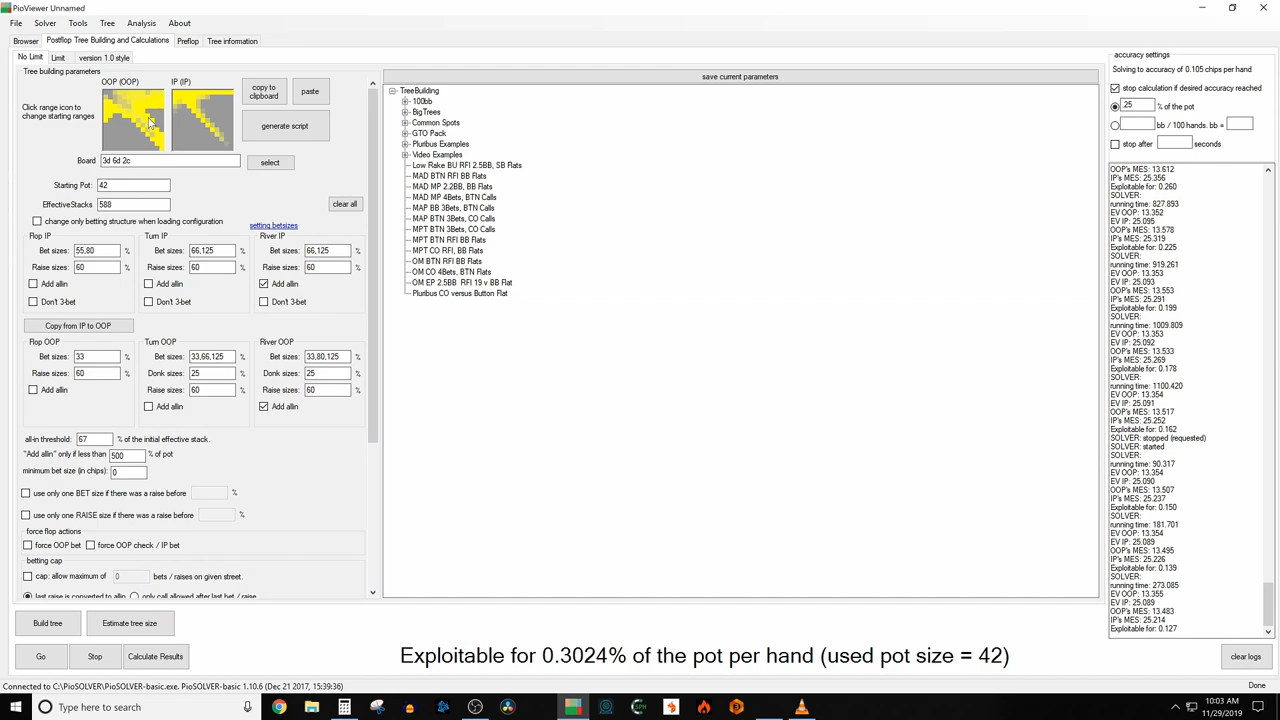 PioViewer Unnamed
File Solver Tools Tree Analysis About
Browser Postflop Tree Building and Calculations Preflop Tree information
No Limit Limit version 1.0 style
Tree building parameters
OOP (OOP) IP (IP)
Click range icon to
change starting ranges
copy to
clipboard
paste
generate script
Board 3d 6d 2c select
Starting Pot: 42
EffectiveStacks 588 clear all
change only betting structure when loading configuration
setting betsizes
Flop IP Turn IP River IP
Bet sizes: 55,80 % Bet sizes: 66,125 % Bet sizes: 66,125 %
Raise sizes: 60 % Raise sizes: 60 % Raise sizes: 60 %
Add allin Add allin Add allin
Don't 3-bet Don't 3-bet Don't 3-bet
Copy from IP to OOP
Flop OOP Turn OOP River OOP
Bet sizes: 33 % Bet sizes: 33,66,125 % Bet sizes: 33,80,125 %
Raise sizes: 60 % Donk sizes: 25 % Donk sizes: 25 %
Add allin Raise sizes: 60 % Raise sizes: 60 %
Add allin Add allin
all-in threshold: 67 % of the initial effective stack.
"Add allin" only if less than 500 % of pot
minimum bet size (in chips): 0
use only one BET size if there was a raise before %
use only one RAISE size if there was a raise before %
force flop actions
force OOP bet force OOP check / IP bet
betting cap
cap: allow maximum of 0 bets / raises on given street.
last raise is converted to allin only call allowed after last bet / raise
Build tree Estimate tree size
Go Stop Calculate Results
save current parameters
TreeBuilding
100bb
BigTrees
Common Spots
GTO Pack
Pluribus Examples
Video Examples
Low Rake BU RFI 2.5BB, SB Flats
MAD BTN RFI BB Flats
MAD MP 2.2BB, BB Flats
MAD MP 4Bets, BTN Calls
MAP BB 3Bets, BTN Calls
MAP BTN 3Bets, CO Calls
MPT BTN 3Bets, CO Calls
MPT BTN RFI BB Flats
MPT CO RFI, BB Flats
OM BTN RFI BB Flats
OM CO 4Bets, BTN Flats
OM EP 2.5BB RFI 19 v BB Flat
Pluribus CO versus Button Flat
Exploitable for 0.3024% of the pot per hand (used pot size = 42)
accuracy settings
Solving to accuracy of 0.105 chips per hand
stop calculation if desired accuracy reached
.25 % of the pot
bb / 100 hands. bb =
stop after seconds
OOP's MES: 13.612
IP's MES: 25.356
Exploitable for: 0.260
SOLVER:
running time: 827.893
EV OOP: 13.352
EV IP: 25.095
OOP's MES: 13.578
IP's MES: 25.319
Exploitable for: 0.225
SOLVER:
running time: 919.261
EV OOP: 13.353
EV IP: 25.093
OOP's MES: 13.553
IP's MES: 25.291
Exploitable for: 0.199
SOLVER:
running time: 1009.809
EV OOP: 13.353
EV IP: 25.092
OOP's MES: 13.533
IP's MES: 25.269
Exploitable for: 0.178
SOLVER:
running time: 1100.420
EV OOP: 13.354
EV IP: 25.091
OOP's MES: 13.517
IP's MES: 25.252
Exploitable for: 0.162
SOLVER: stopped (requested)
SOLVER: started
SOLVER:
running time: 90.317
EV OOP: 13.354
EV IP: 25.090
OOP's MES: 13.507
IP's MES: 25.237
Exploitable for: 0.150
SOLVER:
running time: 181.701
EV OOP: 13.354
EV IP: 25.089
OOP's MES: 13.495
IP's MES: 25.226
Exploitable for: 0.139
SOLVER:
running time: 273.085
EV OOP: 13.355
EV IP: 25.089
OOP's MES: 13.483
IP's MES: 25.214
Exploitable for: 0.127
clear logs
Connected to C:\PioSOLVER\PioSOLVER-basic.exe. PioSOLVER-basic 1.10.6 (Dec 21 2017, 15:39:36) Done
Type here to search
10:03 AM
11/29/2019